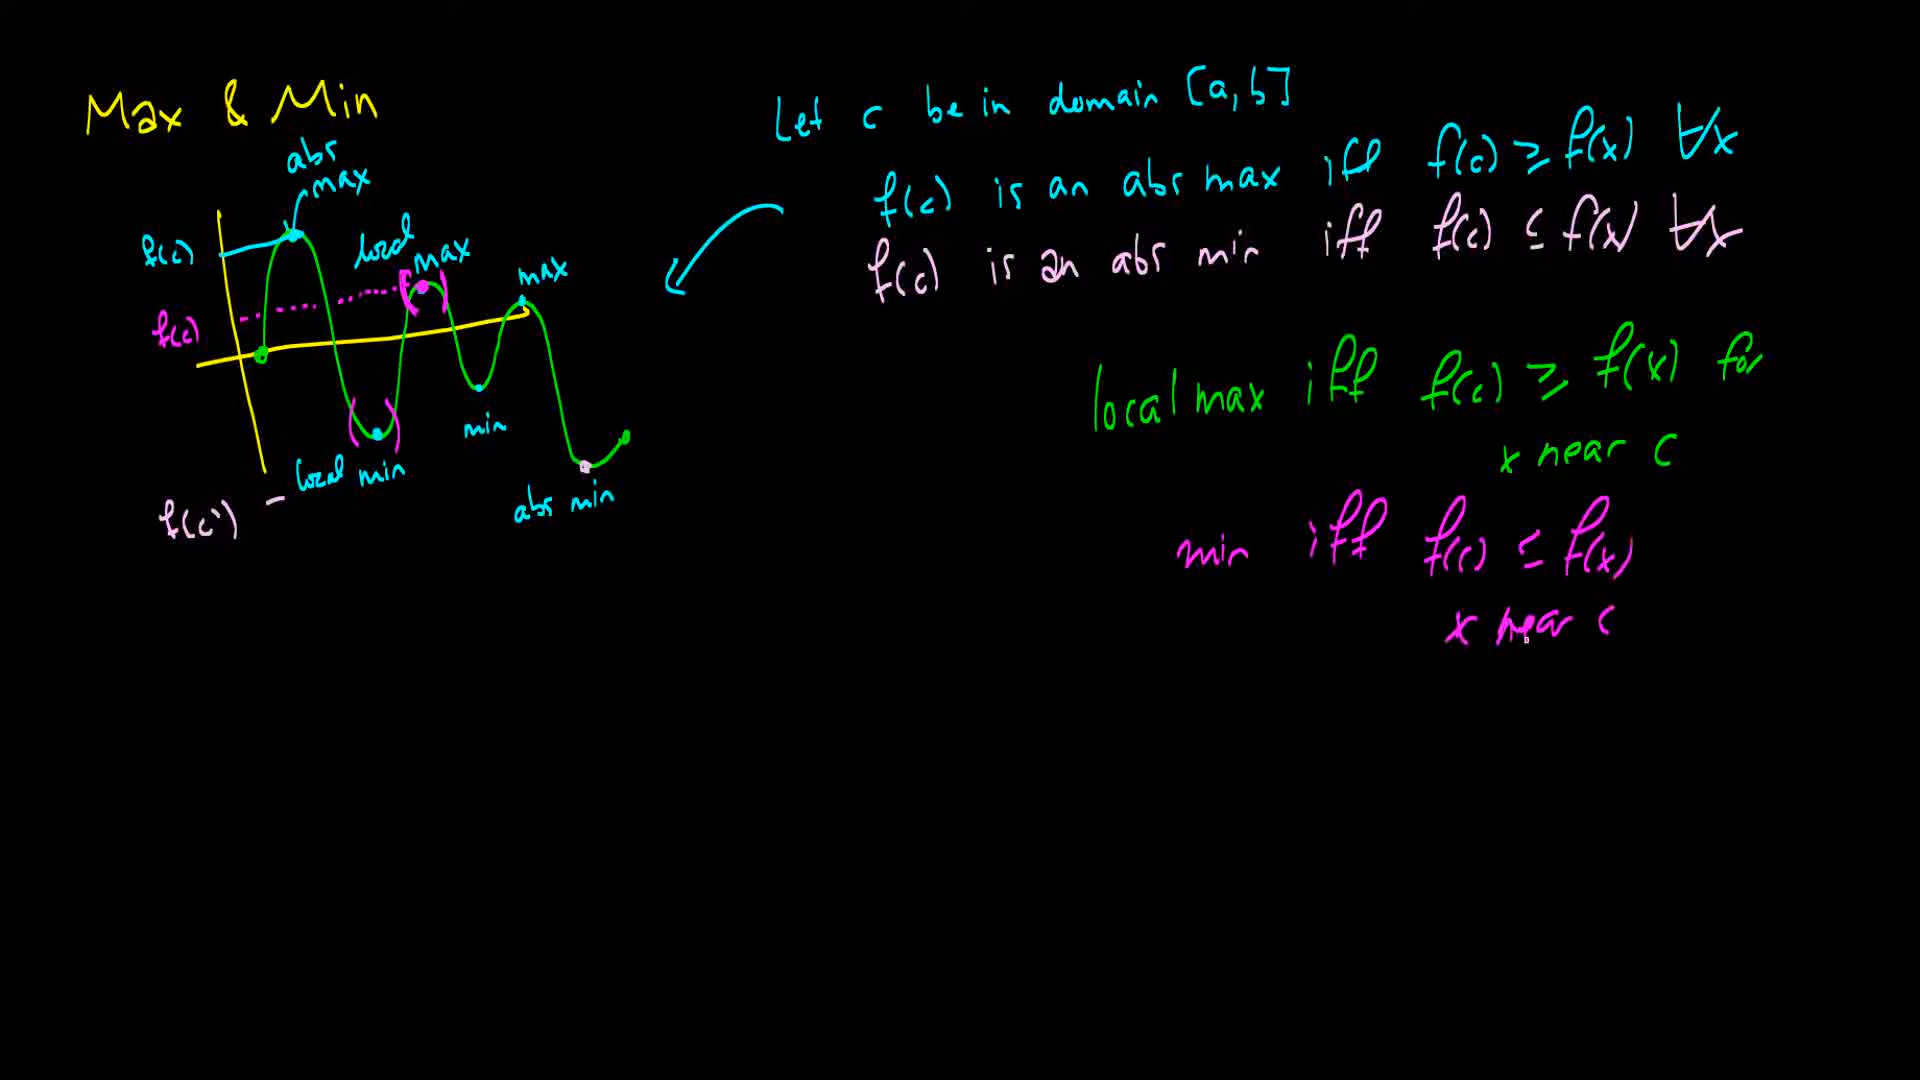 Max & Min
abs
max
f(c)
local
max
max
f(c)
min
local min
abs min
f(c')
Let c be in domain [a,b]
f(c) is an abs max iff f(c) ≥ f(x) ∀x
f(c) is an abs min iff f(c) ≤ f(x) ∀x
local max iff f(c) ≥ f(x) for
x near c
min iff f(c) ≤ f(x)
x near c